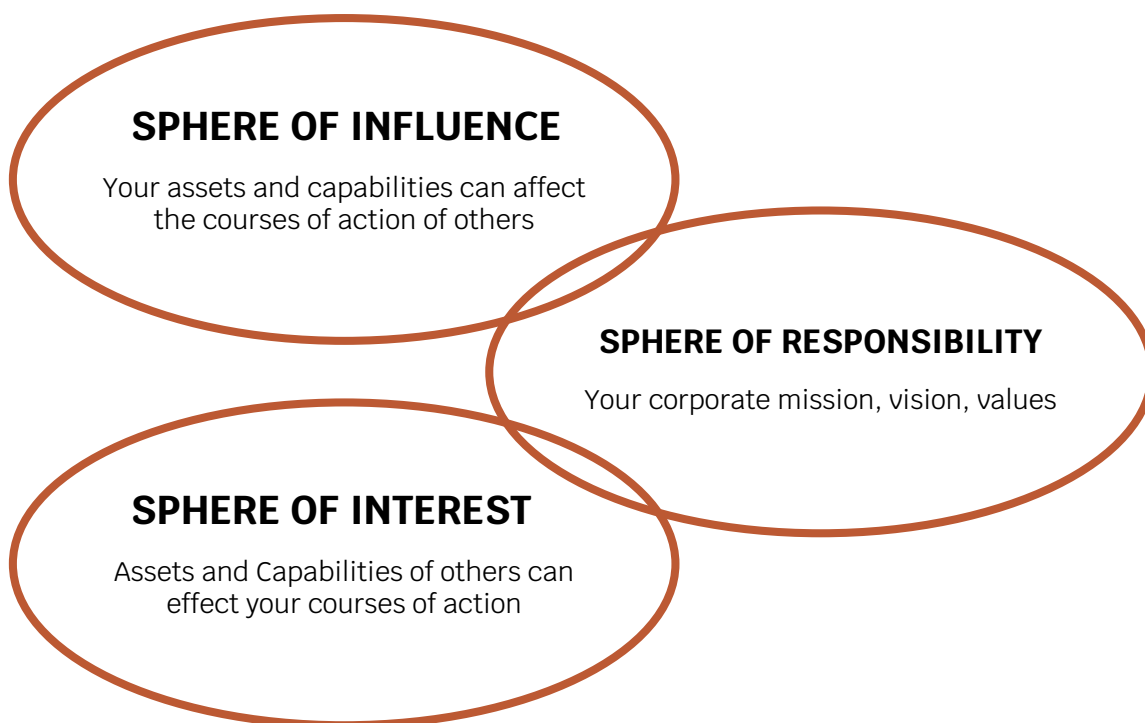 SPHERE OF INFLUENCE
Your assets and capabilities can affect
the courses of action of others
SPHERE OF RESPONSIBILITY
Your corporate mission, vision, values
SPHERE OF INTEREST
Assets and Capabilities of others can
effect your courses of action